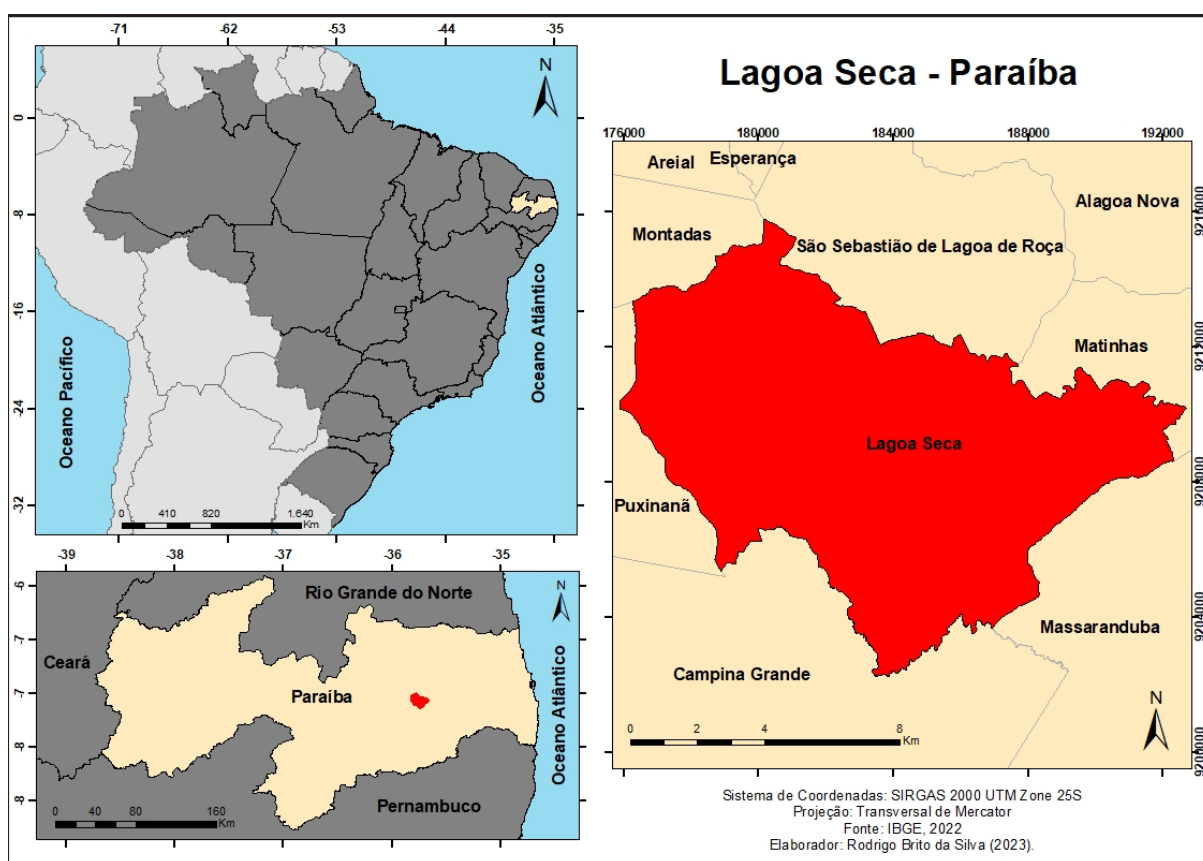 -71 -62 -53 -44 -35
N
0
-8
-16
-24
-32
Oceano Pacífico
Oceano Atlântico
0 410 820 1.640
Km
-39 -38 -37 -36 -35
-6
-7
-7
-8
-8
Rio Grande do Norte
N
Ceará
Paraíba
Oceano Atlântico
Pernambuco
0 40 80 160
Km
Lagoa Seca - Paraíba
176000 180000 184000 188000 192000
Areial
Esperança
Alagoa Nova
9216000
Montadas
São Sebastião de Lagoa de Roça
9212000
Matinhas
Lagoa Seca
9208000
Puxinanã
9204000
Massaranduba
Campina Grande
N
0 2 4 8
Km
9200000
Sistema de Coordenadas: SIRGAS 2000 UTM Zone 25S
Projeção: Transversal de Mercator
Fonte: IBGE, 2022
Elaborador: Rodrigo Brito da Silva (2023).